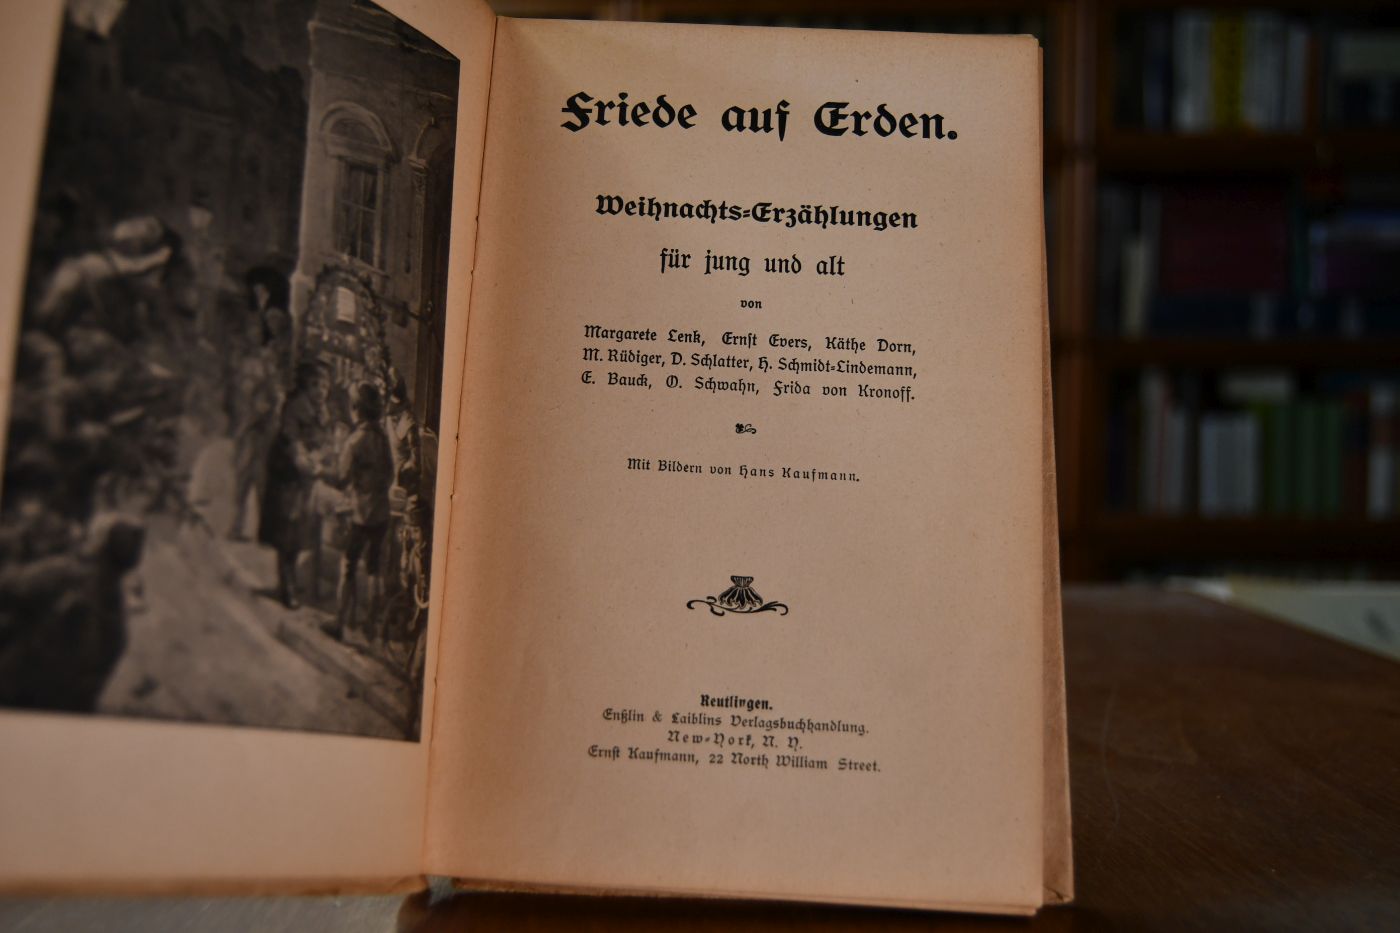 Friede auf Erden.
Weihnachts=Erzählungen
für jung und alt
von
Margarete Lenk, Ernst Evers, Käthe Dorn,
M. Rüdiger, D. Schlatter, H. Schmidt=Lindemann,
E. Bauck, O. Schwahn, Frida von Kronoff.
Mit Bildern von Hans Kaufmann.
Reutlingen.
Enßlin & Laiblins Verlagsbuchhandlung.
New=York, N. Y.
Ernst Kaufmann, 22 North William Street.